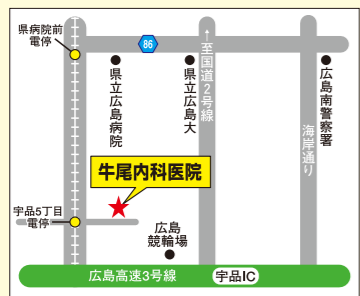 県病院前
電停
86
↑至国道2号線
県立広島病院
県立広島大
広島南警察署
海岸通り
牛尾内科医院
宇品5丁目
電停
広島
競輪場
広島高速3号線
宇品IC